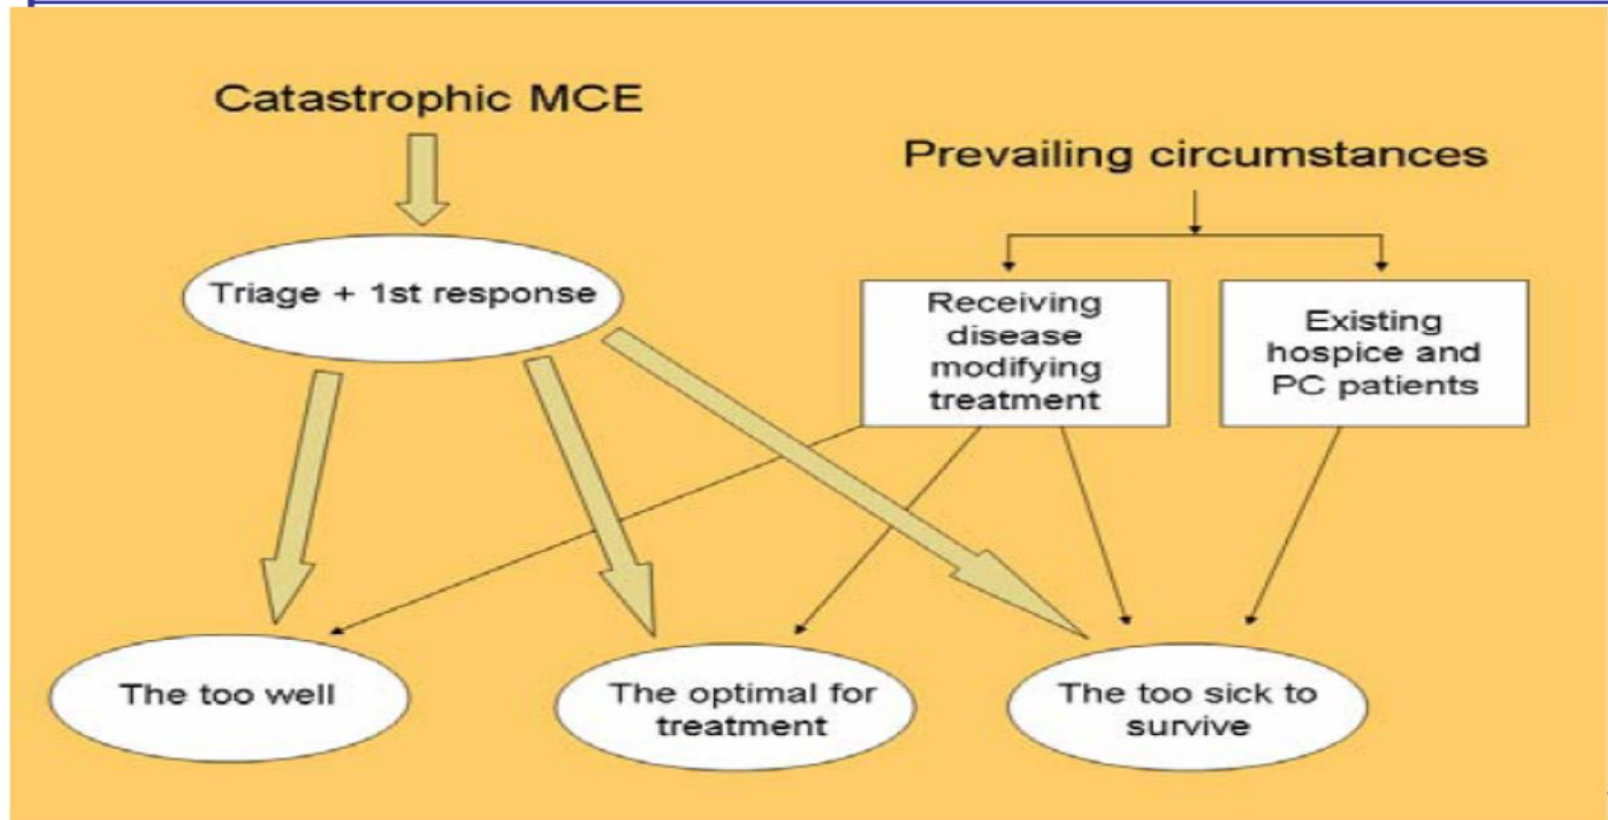 Catastrophic MCE
Prevailing circumstances
Triage + 1st response
Receiving
disease
modifying
treatment
Existing
hospice and
PC patients
The too well
The optimal for
treatment
The too sick to
survive